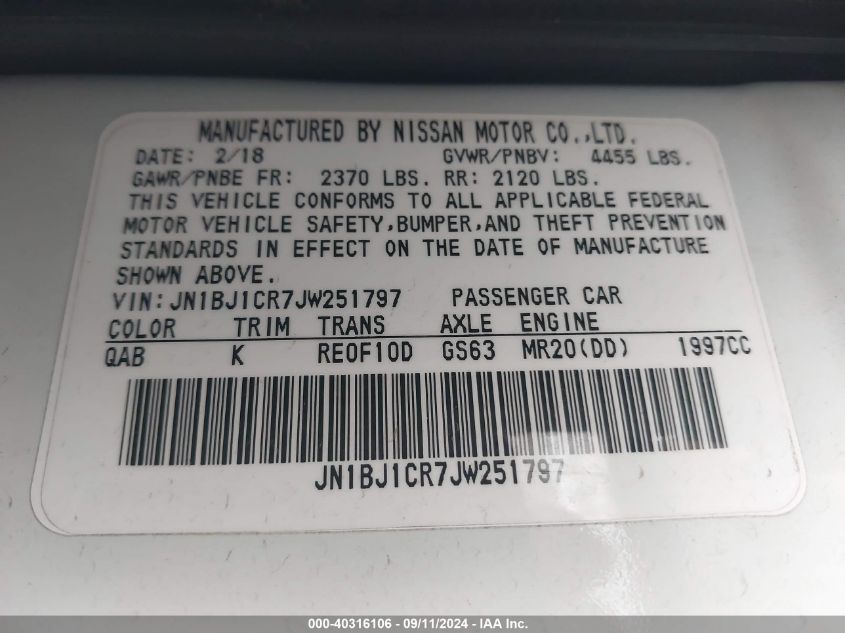 MANUFACTURED BY NISSAN MOTOR CO.,LTD.
DATE: 2/18 GVWR/PNBV: 4455 LBS.
GAWR/PNBE FR: 2370 LBS. RR: 2120 LBS.
THIS VEHICLE CONFORMS TO ALL APPLICABLE FEDERAL
MOTOR VEHICLE SAFETY,BUMPER,AND THEFT PREVENTION
STANDARDS IN EFFECT ON THE DATE OF MANUFACTURE
SHOWN ABOVE.
VIN:JN1BJ1CR7JW251797 PASSENGER CAR
COLOR TRIM TRANS AXLE ENGINE
QAB K RE0F10D GS63 MR20(DD) 1997CC
JN1BJ1CR7JW251797
000-40316106 - 09/11/2024 - IAA Inc.